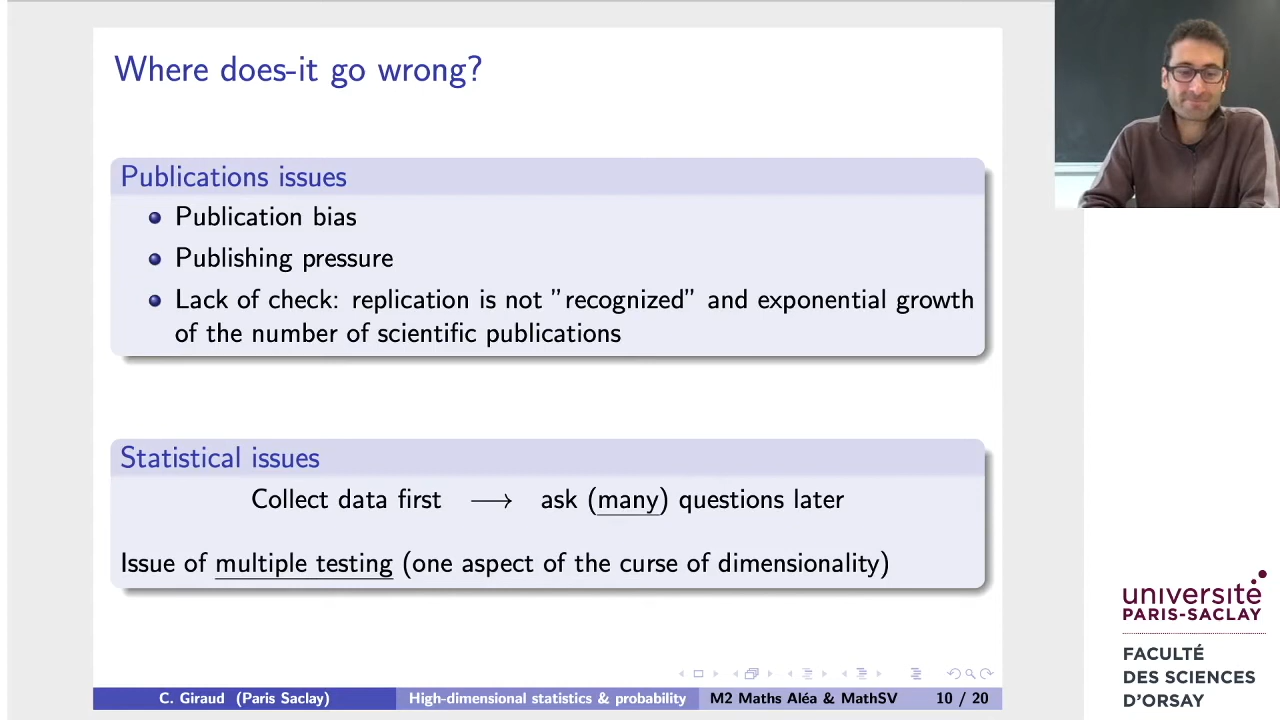 Where does-it go wrong?
Publications issues
Publication bias
Publishing pressure
Lack of check: replication is not "recognized" and exponential growth
of the number of scientific publications
Statistical issues
Collect data first ⟶ ask (many) questions later
Issue of multiple testing (one aspect of the curse of dimensionality)
C. Giraud (Paris Saclay) High-dimensional statistics & probability M2 Maths Aléa & MathSV 10 / 20
université
PARIS-SACLAY
FACULTÉ
DES SCIENCES
D'ORSAY